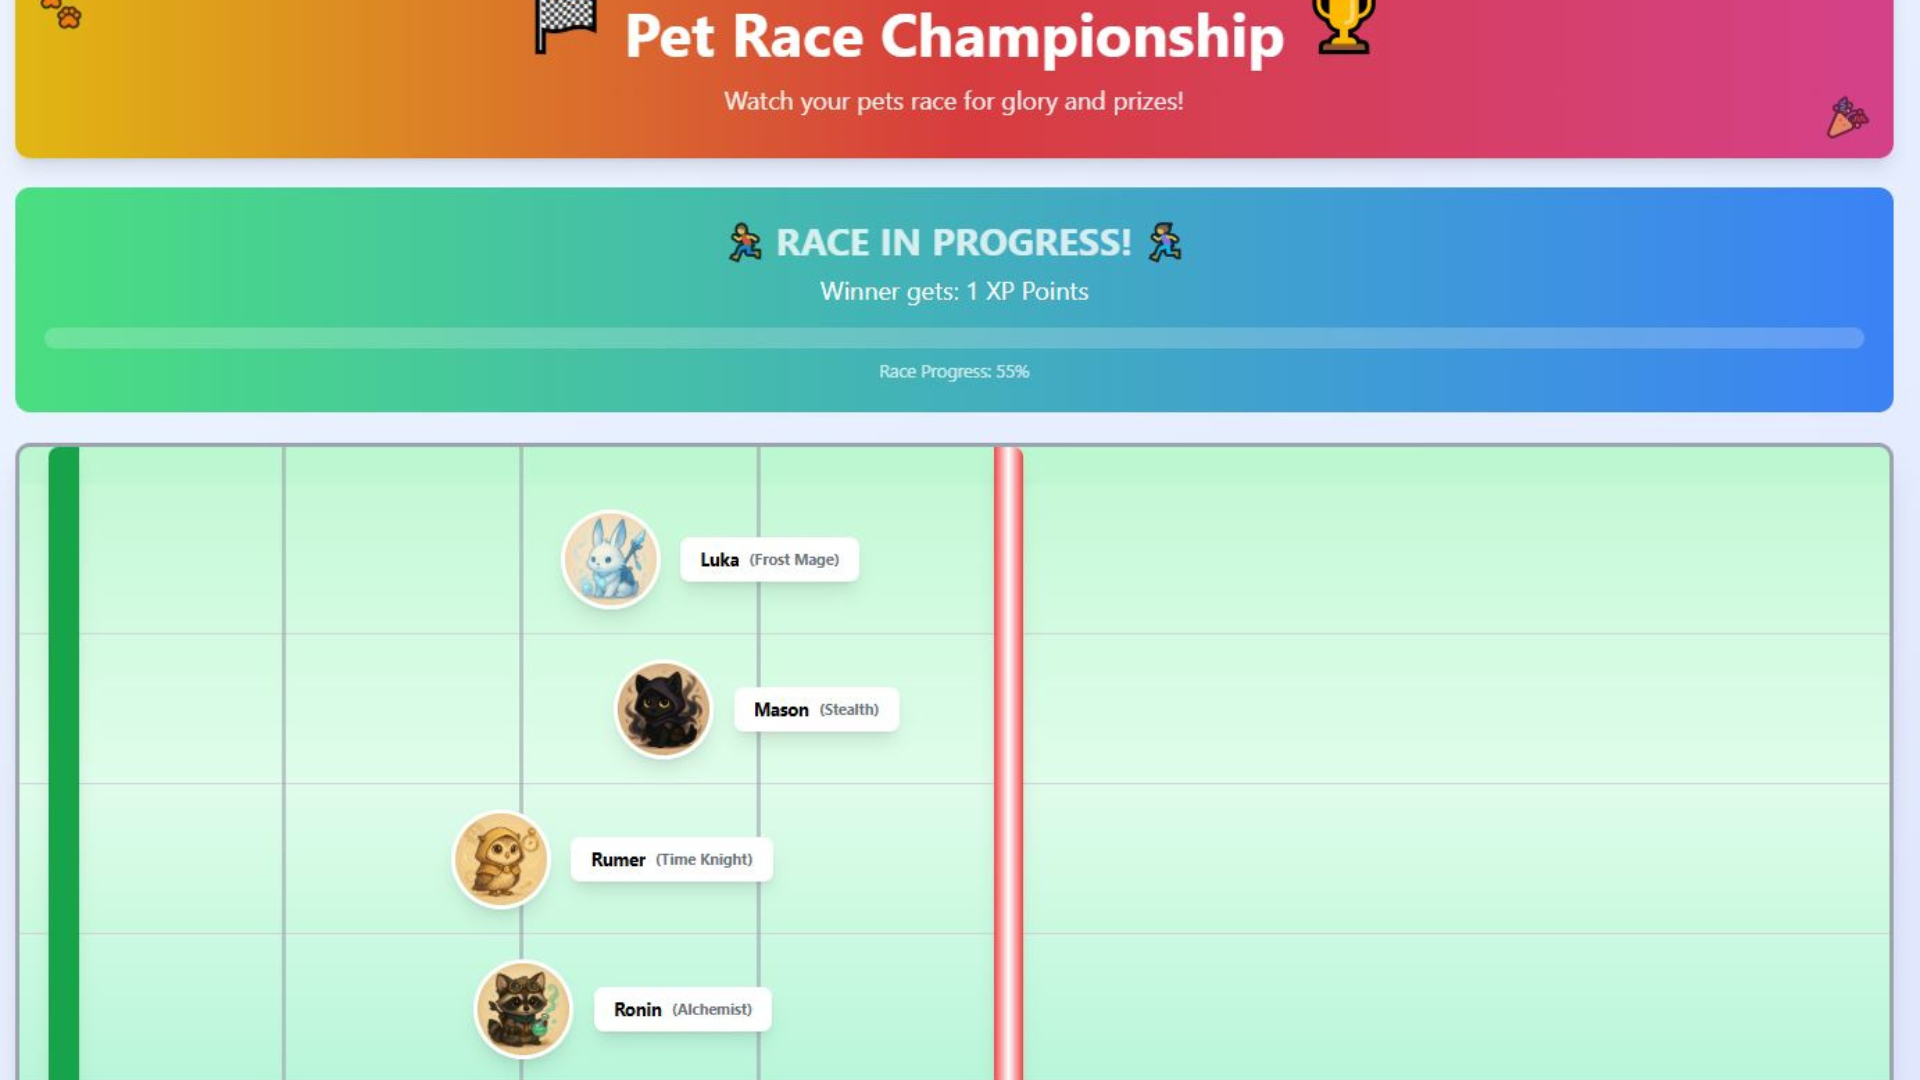 Pet Race Championship
Watch your pets race for glory and prizes!
RACE IN PROGRESS!
Winner gets: 1 XP Points
Race Progress: 55%
Luka (Frost Mage)
Mason (Stealth)
Rumer (Time Knight)
Ronin (Alchemist)